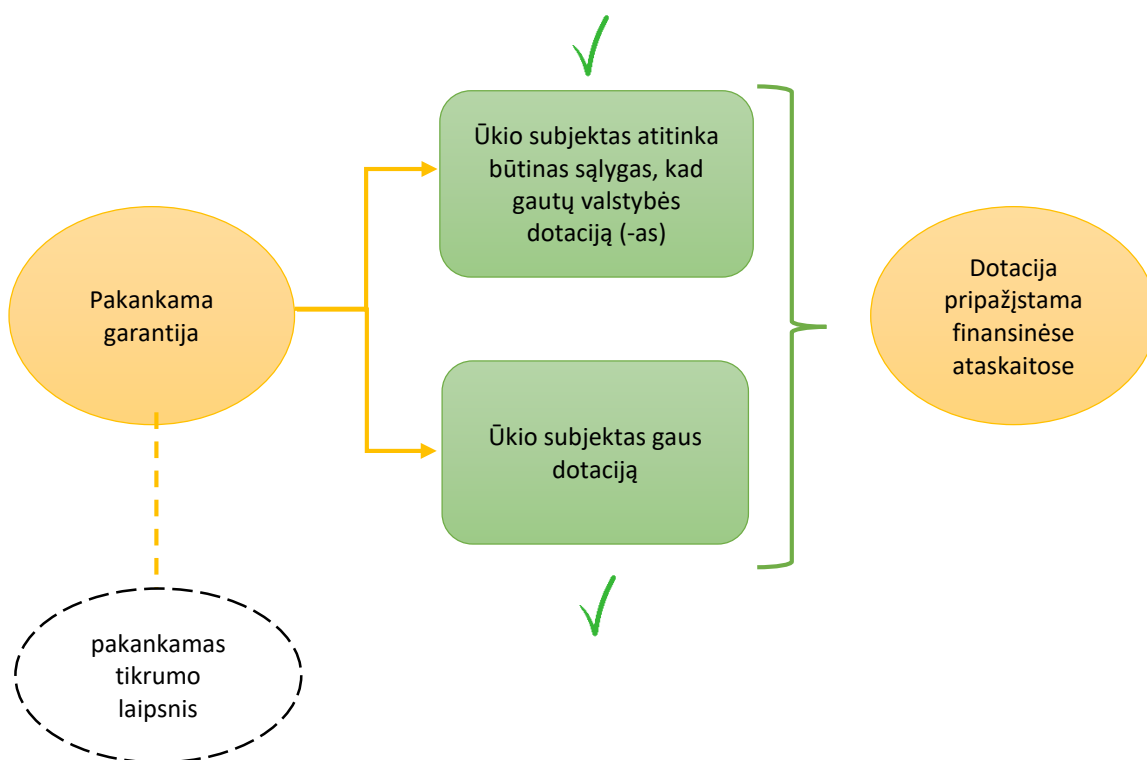 Ūkio subjektas atitinka
būtinas sąlygas, kad
gautų valstybės
dotaciją (-as)
Pakankama
garantija
Dotacija
pripažįstama
finansinėse
ataskaitose
Ūkio subjektas gaus
dotaciją
pakankamas
tikrumo
laipsnis